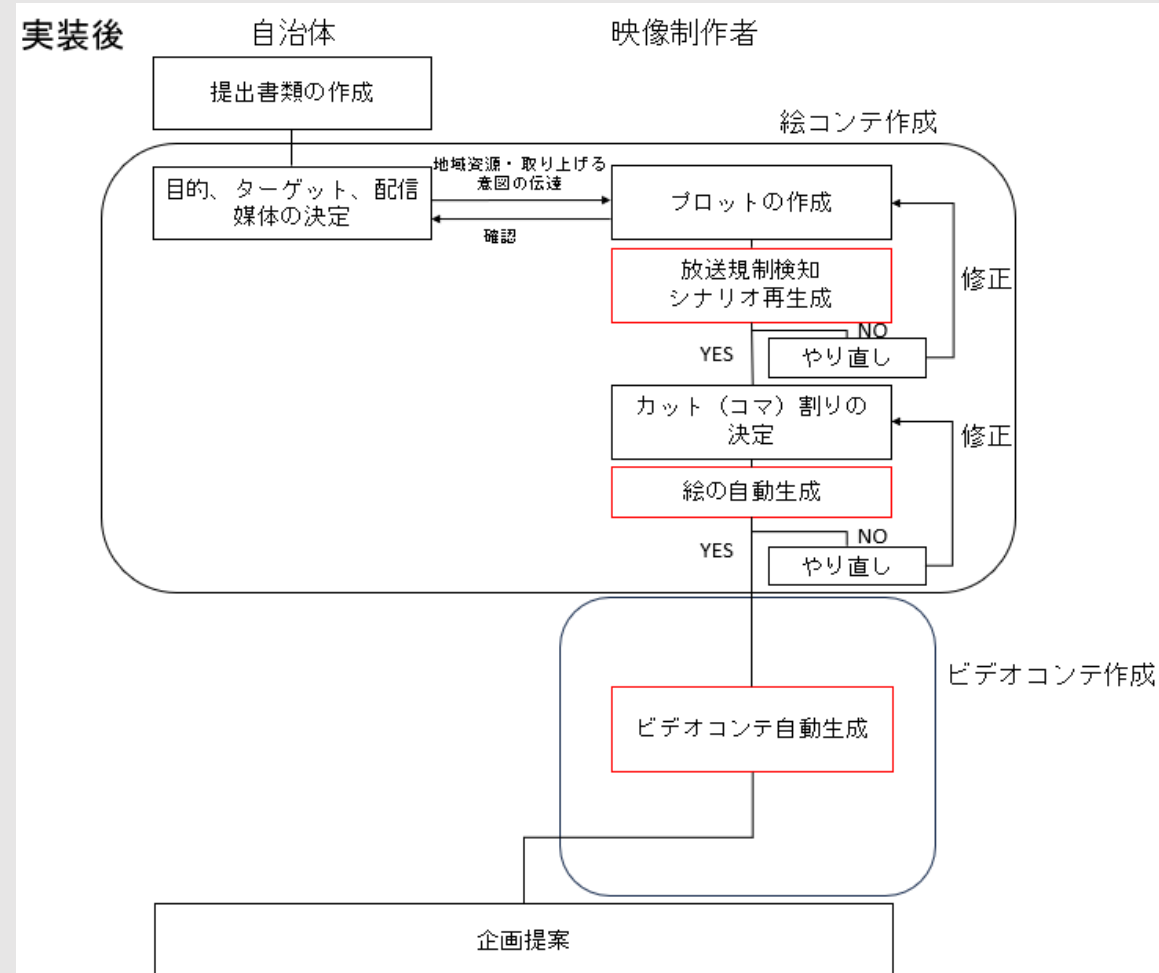 実装後
自治体
映像制作者
提出書類の作成
絵コンテ作成
目的、ターゲット、配信
媒体の決定
地域資源・取り上げる
意図の伝達
確認
プロットの作成
放送規制検知
シナリオ再生成
修正
YES
NO
やり直し
カット（コマ）割りの
決定
修正
絵の自動生成
YES
NO
やり直し
ビデオコンテ作成
ビデオコンテ自動生成
企画提案